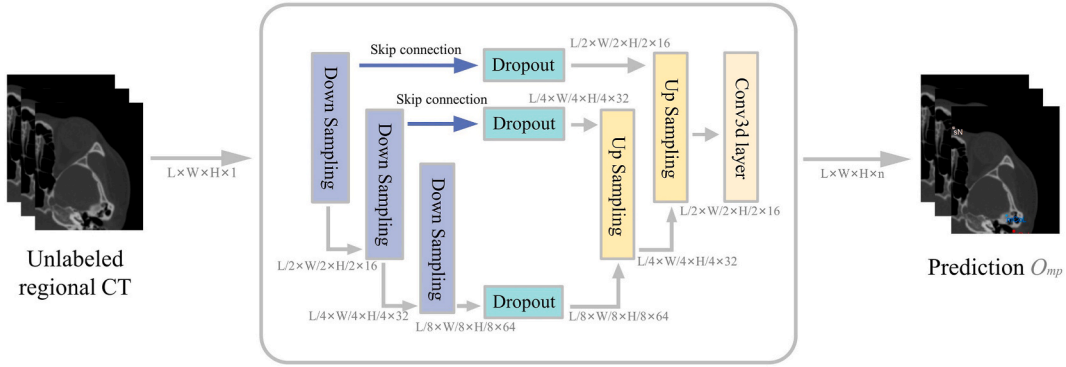 Skip connection
Dropout
L/2×W/2×H/2×16
Down Sampling
Up Sampling
Conv3d layer
Skip connection
Dropout
L/4×W/4×H/4×32
Down Sampling
Up Sampling
sN
L×W×H×1
Down Sampling
L×W×H×n
L/2×W/2×H/2×16
Unlabeled
regional CT
L/2×W/2×H/2×16
L/4×W/4×H/4×32
Prediction Omp
Dropout
L/4×W/4×H/4×32
L/8×W/8×H/8×64
L/8×W/8×H/8×64